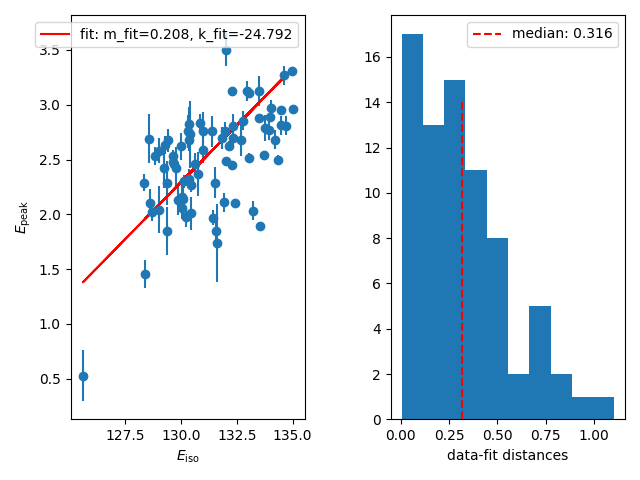 fit: m_fit=0.208, k_fit=-24.792
3.5
3.0
2.5
2.0
1.5
1.0
0.5
E_peak
127.5 130.0 132.5 135.0
E_iso
median: 0.316
16
14
12
10
8
6
4
2
0
0.00 0.25 0.50 0.75 1.00
data-fit distances